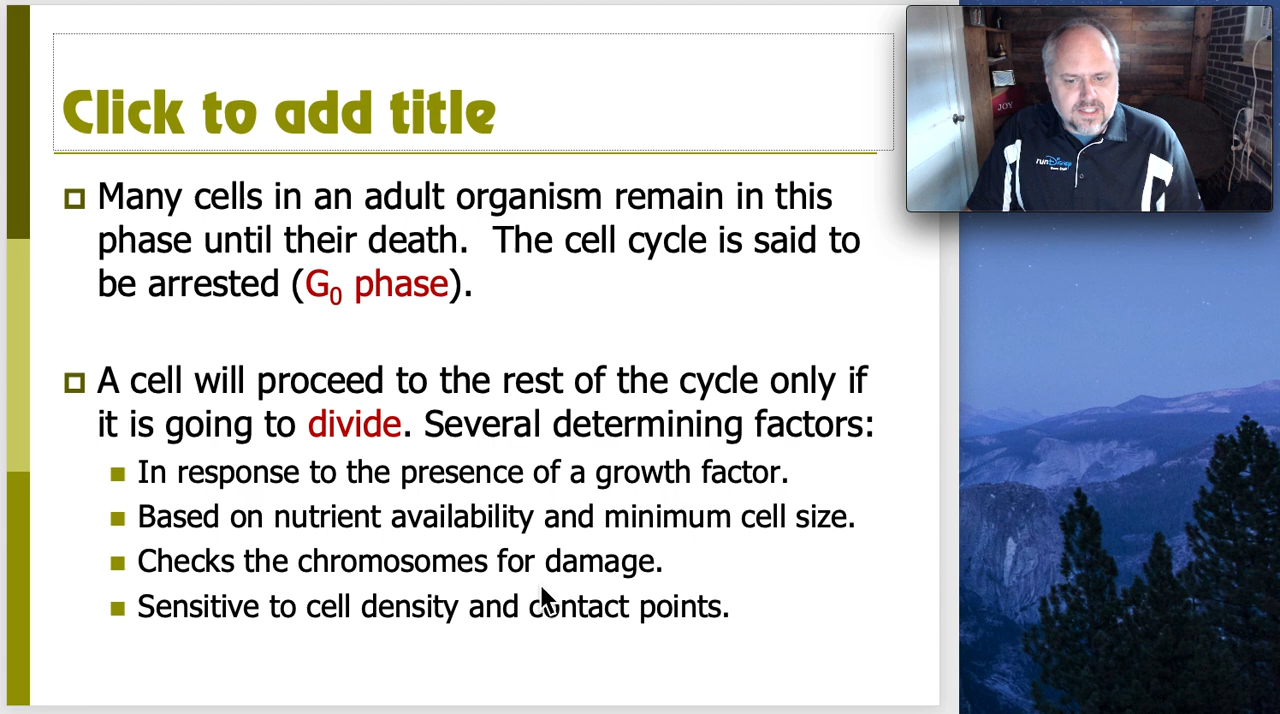 Click to add title
Many cells in an adult organism remain in this
phase until their death.  The cell cycle is said to
be arrested (G₀ phase).
A cell will proceed to the rest of the cycle only if
it is going to divide. Several determining factors:
In response to the presence of a growth factor.
Based on nutrient availability and minimum cell size.
Checks the chromosomes for damage.
Sensitive to cell density and contact points.
JOY
runDisney